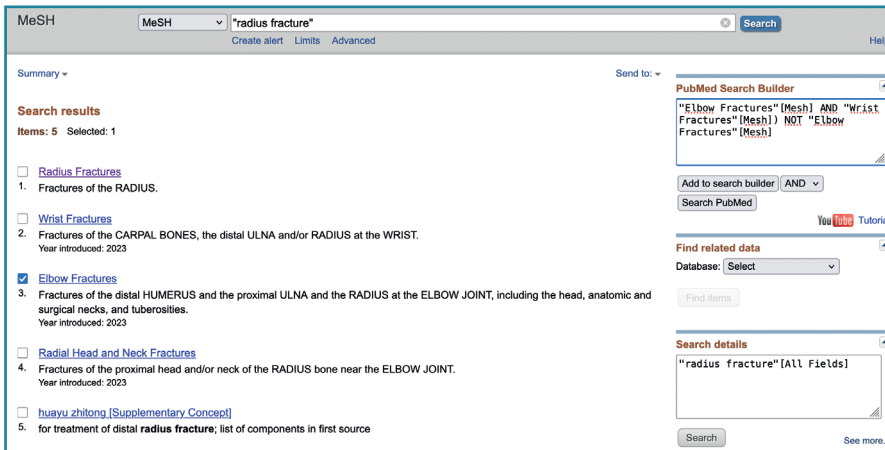 MeSH MeSH "radius fracture" Search
Create alert Limits Advanced
Summary Send to:
Search results
Items: 5 Selected: 1
Radius Fractures
1. Fractures of the RADIUS.
Wrist Fractures
2. Fractures of the CARPAL BONES, the distal ULNA and/or RADIUS at the WRIST.
Year introduced: 2023
Elbow Fractures
3. Fractures of the distal HUMERUS and the proximal ULNA and the RADIUS at the ELBOW JOINT, including the head, anatomic and
surgical necks, and tuberosities.
Year introduced: 2023
Radial Head and Neck Fractures
4. Fractures of the proximal head and/or neck of the RADIUS bone near the ELBOW JOINT.
Year introduced: 2023
huayu zhitong [Supplementary Concept]
5. for treatment of distal radius fracture; list of components in first source
PubMed Search Builder
"Elbow Fractures"[Mesh] AND "Wrist
Fractures"[Mesh]) NOT "Elbow
Fractures"[Mesh]
Add to search builder AND
Search PubMed
YouTube Tutoria
Find related data
Database: Select
Find items
Search details
"radius fracture"[All Fields]
Search See more.